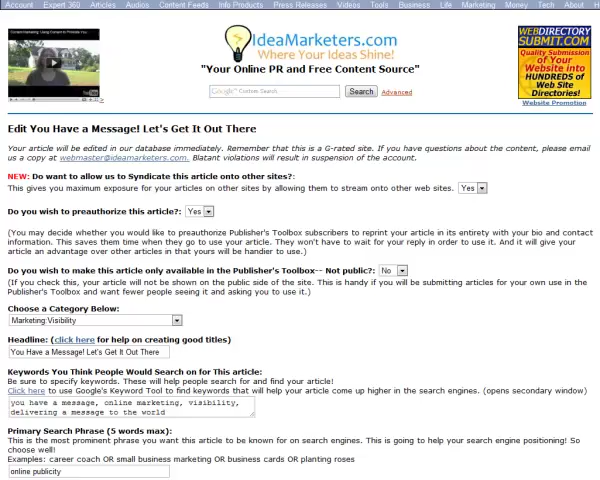 Account Expert 360 Articles Audios Content Feeds Info Products Press Releases Videos Tools Business Life Marketing Money Tech About H
IdeaMarketers.com
Where Your Ideas Shine!
"Your Online PR and Free Content Source"
Google Content Search Search Advanced
YouTube
WEBDIRECTORY
SUBMIT.COM
Quality Submission
of Your
Website into
HUNDREDS of
Web Site
Directories!
Website Promotion
Edit You Have a Message! Let's Get It Out There
Your article will be edited in our database immediately. Remember that this is a G-rated site. If you have questions about the content, please email
us a copy at webmaster@ideamarketers.com. Blatant violations will result in suspension of the account.
NEW: Do want to allow us to Syndicate this article onto other sites?:
This gives you maximum exposure for your articles on other sites by allowing them to stream onto other web sites. Yes
Do you wish to preauthorize this article?: Yes
(You may decide whether you would like to preauthorize Publisher's Toolbox subscribers to reprint your article in its entirety with your bio and contact
information. This saves them time when they go to use your article. They won't have to wait for your reply in order to use it. And it will give your
article an advantage over other articles in that yours will be handier to use.)
Do you wish to make this article only available in the Publisher's Toolbox-- Not public?: No
(If you check this, your article will not be shown on the public side of the site. This is handy if you will be submitting articles for your own use in the
Publisher's Toolbox and want fewer people seeing it and asking you to use it.)
Choose a Category Below:
Marketing:Visibility
Headline: (click here for help on creating good titles)
You Have a Message! Let's Get It Out There
Keywords You Think People Would Search on for This article:
Be sure to specify keywords. These will help people search for and find your article!
Click here to use Google's Keyword Tool to find keywords that will help your article come up higher in the search engines. (opens secondary window)
you have a message, online marketing, visibility,
delivering a message to the world
Primary Search Phrase (5 words max):
This is the most prominent phrase you want this article to be known for on search engines. This is going to help your search engine positioning! So
choose well!
Examples: career coach OR small business marketing OR business cards OR planting roses
online publicity